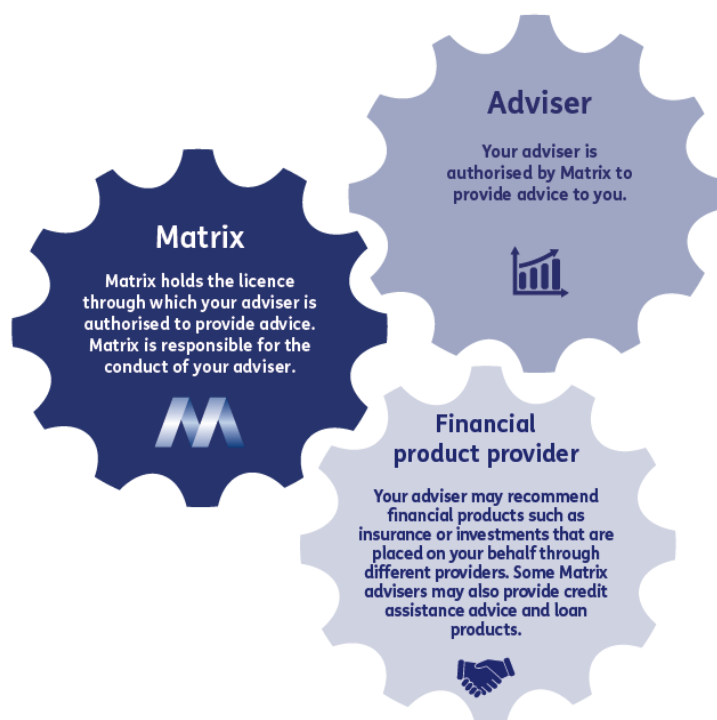 Adviser
Your adviser is
authorised by Matrix to
provide advice to you.
Matrix
Matrix holds the licence
through which your adviser is
authorised to provide advice.
Matrix is responsible for the
conduct of your adviser.
Financial
product provider
Your adviser may recommend
financial products such as
insurance or investments that are
placed on your behalf through
different providers. Some Matrix
advisers may also provide credit
assistance advice and loan
products.